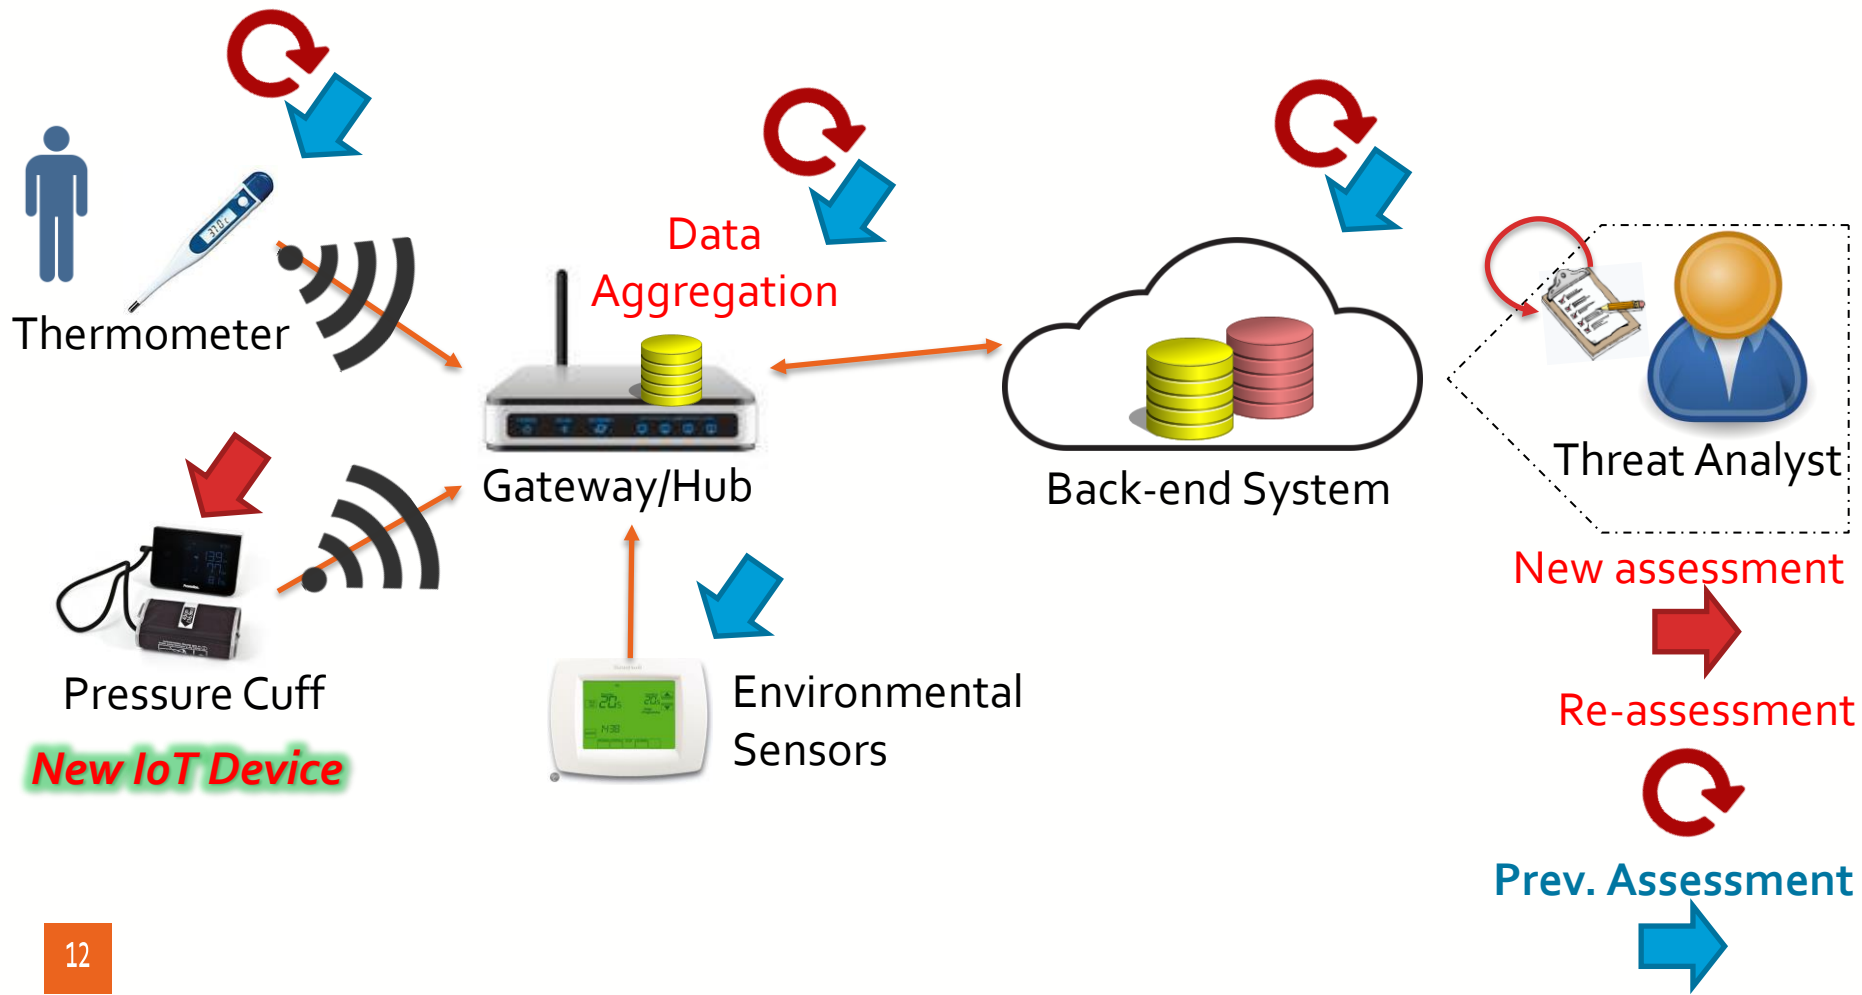 Data
Aggregation
Thermometer
Gateway/Hub
Back-end System
Threat Analyst
New assessment
Pressure Cuff
New IoT Device
Environmental
Sensors
Re-assessment
Prev. Assessment
12